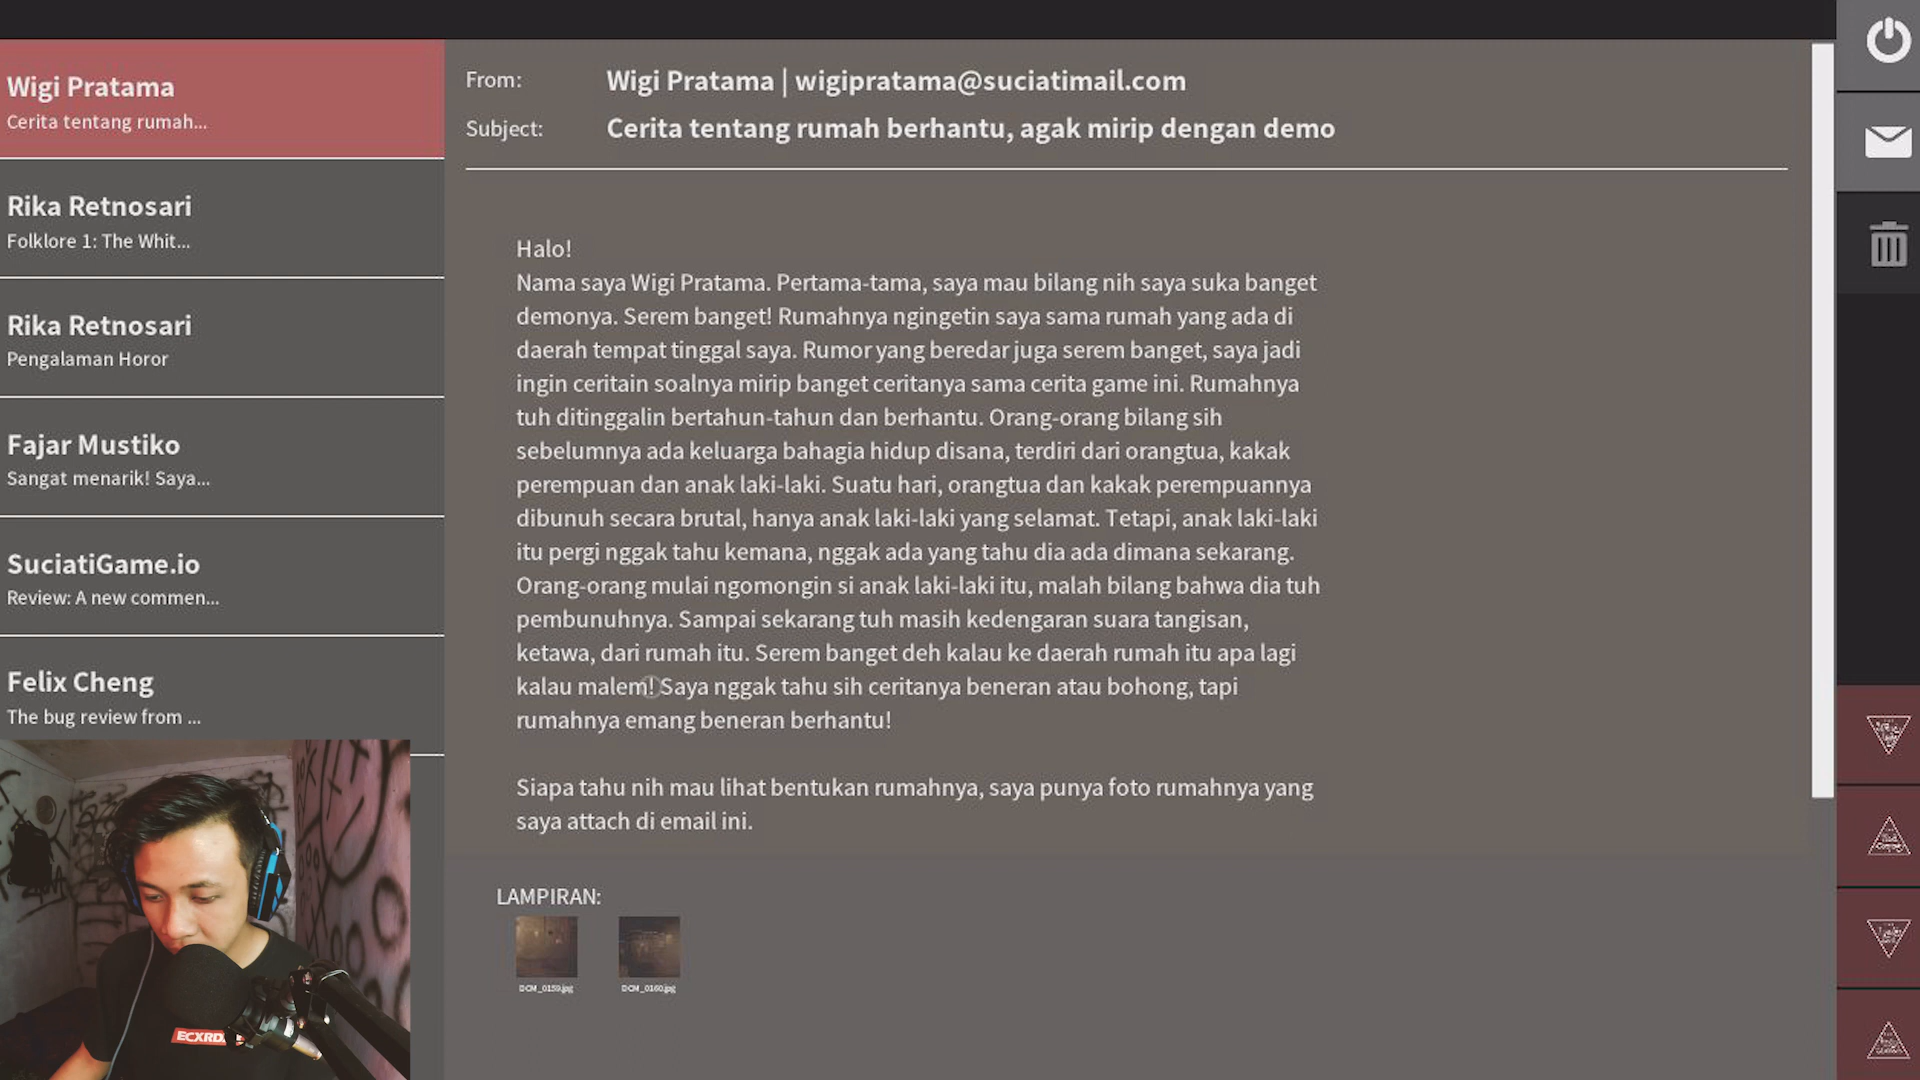 Wigi Pratama
Cerita tentang rumah...
Rika Retnosari
Folklore 1: The Whit...
Rika Retnosari
Pengalaman Horor
Fajar Mustiko
Sangat menarik! Saya...
SuciatiGame.io
Review: A new commen...
Felix Cheng
The bug review from ...
From: Wigi Pratama | wigipratama@suciatimail.com
Subject: Cerita tentang rumah berhantu, agak mirip dengan demo
Halo!
Nama saya Wigi Pratama. Pertama-tama, saya mau bilang nih saya suka banget
demonya. Serem banget! Rumahnya ngingetin saya sama rumah yang ada di
daerah tempat tinggal saya. Rumor yang beredar juga serem banget, saya jadi
ingin ceritain soalnya mirip banget ceritanya sama cerita game ini. Rumahnya
tuh ditinggalin bertahun-tahun dan berhantu. Orang-orang bilang sih
sebelumnya ada keluarga bahagia hidup disana, terdiri dari orangtua, kakak
perempuan dan anak laki-laki. Suatu hari, orangtua dan kakak perempuannya
dibunuh secara brutal, hanya anak laki-laki yang selamat. Tetapi, anak laki-laki
itu pergi nggak tahu kemana, nggak ada yang tahu dia ada dimana sekarang.
Orang-orang mulai ngomongin si anak laki-laki itu, malah bilang bahwa dia tuh
pembunuhnya. Sampai sekarang tuh masih kedengaran suara tangisan,
ketawa, dari rumah itu. Serem banget deh kalau ke daerah rumah itu apa lagi
kalau malem! Saya nggak tahu sih ceritanya beneran atau bohong, tapi
rumahnya emang beneran berhantu!
Siapa tahu nih mau lihat bentukan rumahnya, saya punya foto rumahnya yang
saya attach di email ini.
LAMPIRAN:
DCM_0159.jpg
DCM_0160.jpg
ECXRD